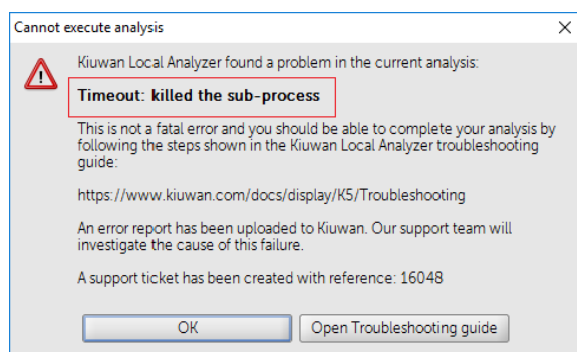 Cannot execute analysis
Kiuwan Local Analyzer found a problem in the current analysis:
Timeout: killed the sub-process
This is not a fatal error and you should be able to complete your analysis by
following the steps shown in the Kiuwan Local Analyzer troubleshooting
guide:
https://www.kiuwan.com/docs/display/K5/Troubleshooting
An error report has been uploaded to Kiuwan. Our support team will
investigate the cause of this failure.
A support ticket has been created with reference: 16048
OK
Open Troubleshooting guide